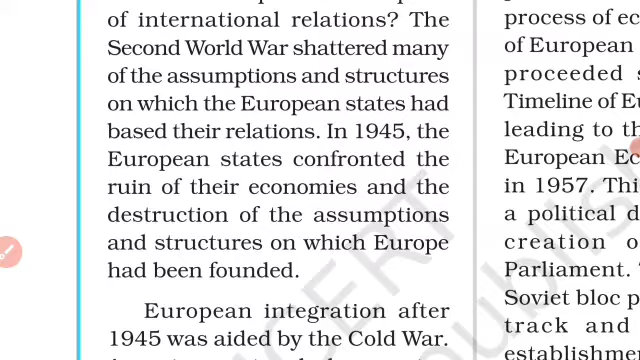 of international relations? The
Second World War shattered many
of the assumptions and structures
on which the European states had
based their relations. In 1945, the
European states confronted the
ruin of their economies and the
destruction of the assumptions
and structures on which Europe
had been founded.
European integration after
1945 was aided by the Cold War.
process of ec
of European
proceeded s
Timeline of Eu
leading to th
European Ec
in 1957. Thi
a political d
creation o
Parliament.
Soviet bloc p
track and
establishme